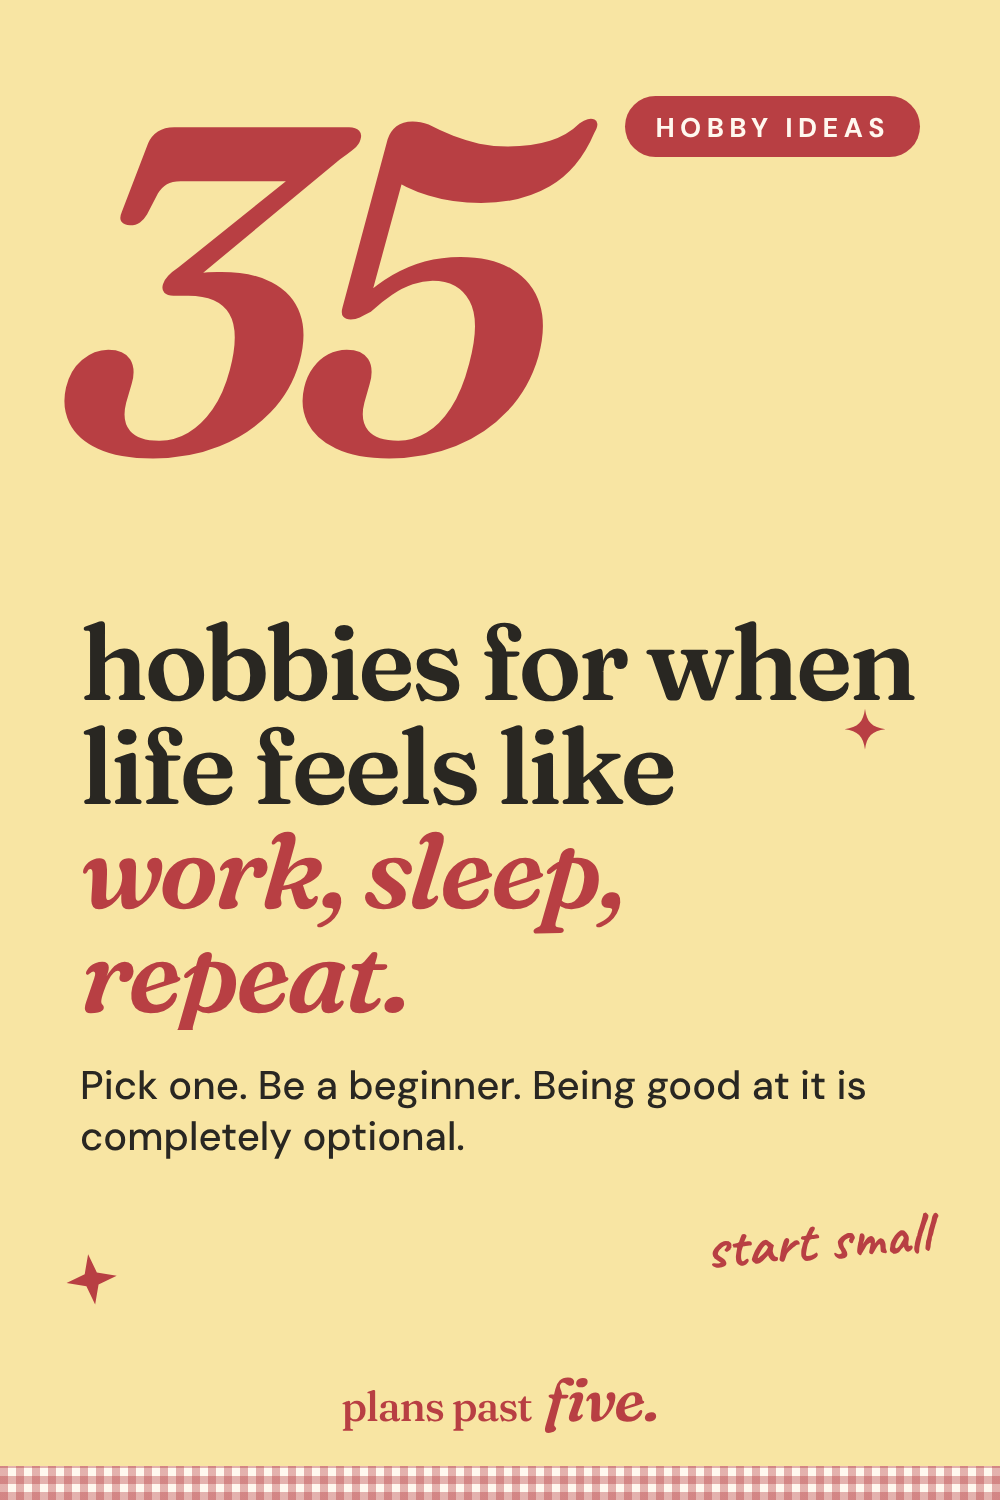 35
HOBBY IDEAS
hobbies for when
life feels like
work, sleep,
repeat.
Pick one. Be a beginner. Being good at it is
completely optional.
start small
plans past five.